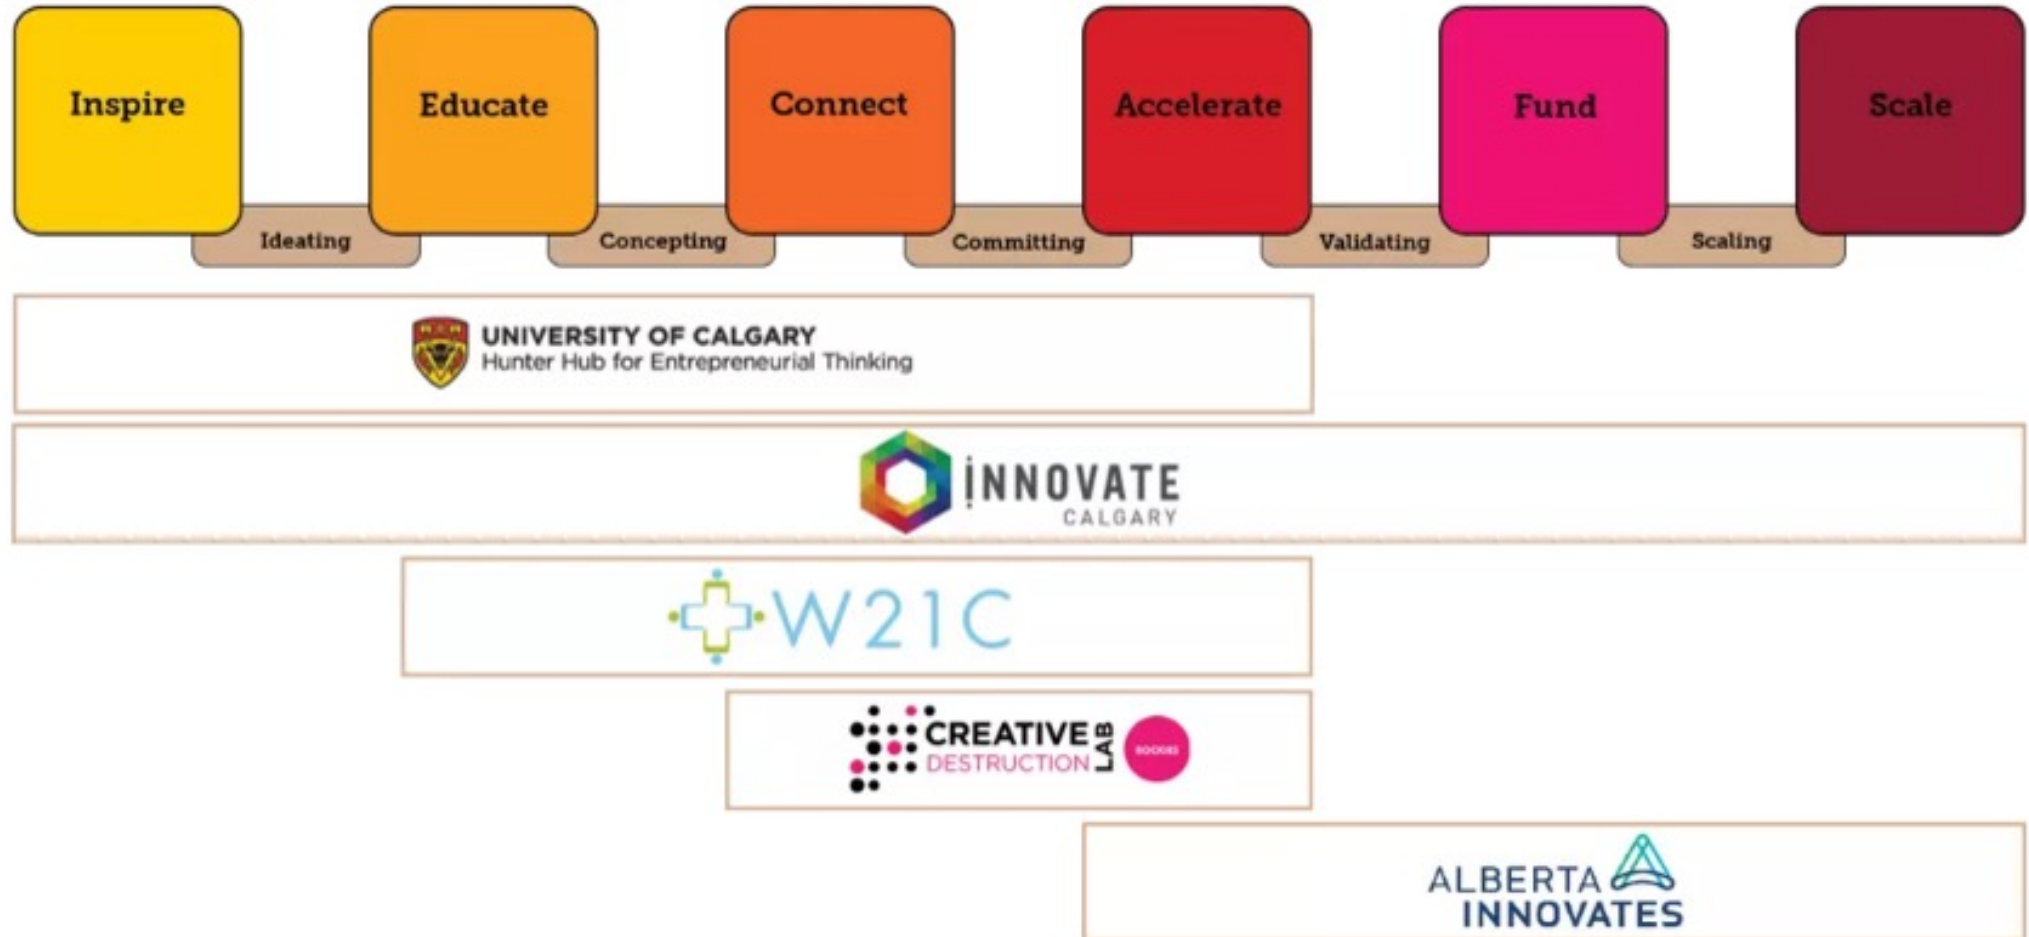 Inspire
Educate
Connect
Accelerate
Fund
Scale
Ideating
Concepting
Committing
Validating
Scaling
UNIVERSITY OF CALGARY
Hunter Hub for Entrepreneurial Thinking
INNOVATE
CALGARY
W21C
CREATIVE
DESTRUCTION
LAB
ROCKIES
ALBERTA
INNOVATES